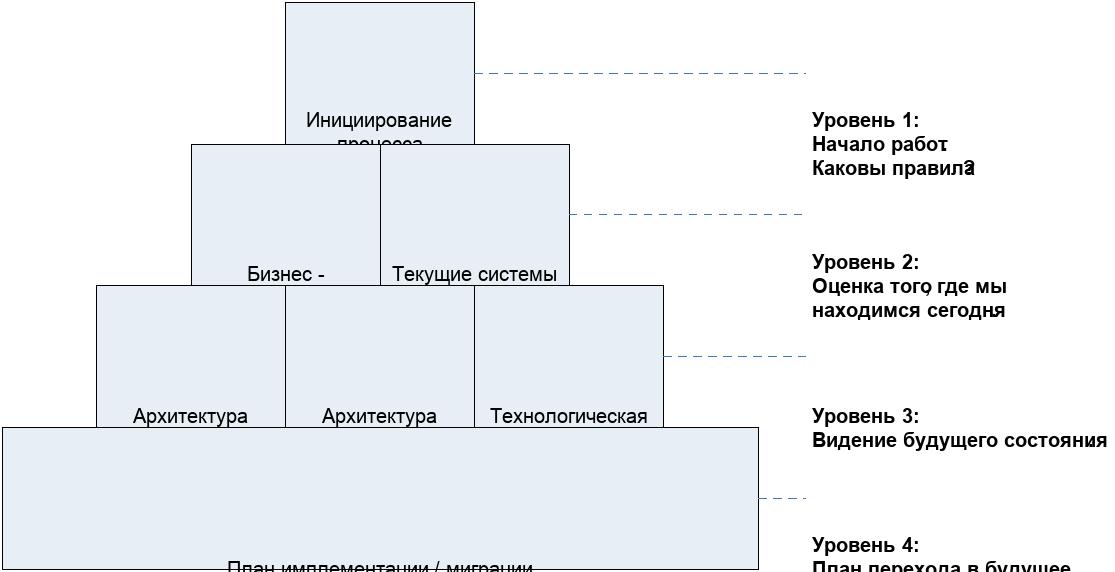 Инициирование
процесса
Уровень 1:
Начало работ.
Каковы правила?
Бизнес -
Текущие системы
Уровень 2:
Оценка того, где мы
находимся сегодня
Архитектура
Архитектура
Технологическая
Уровень 3:
Видение будущего состояния
План имплементации / миграции
Уровень 4:
План перехода в будущее